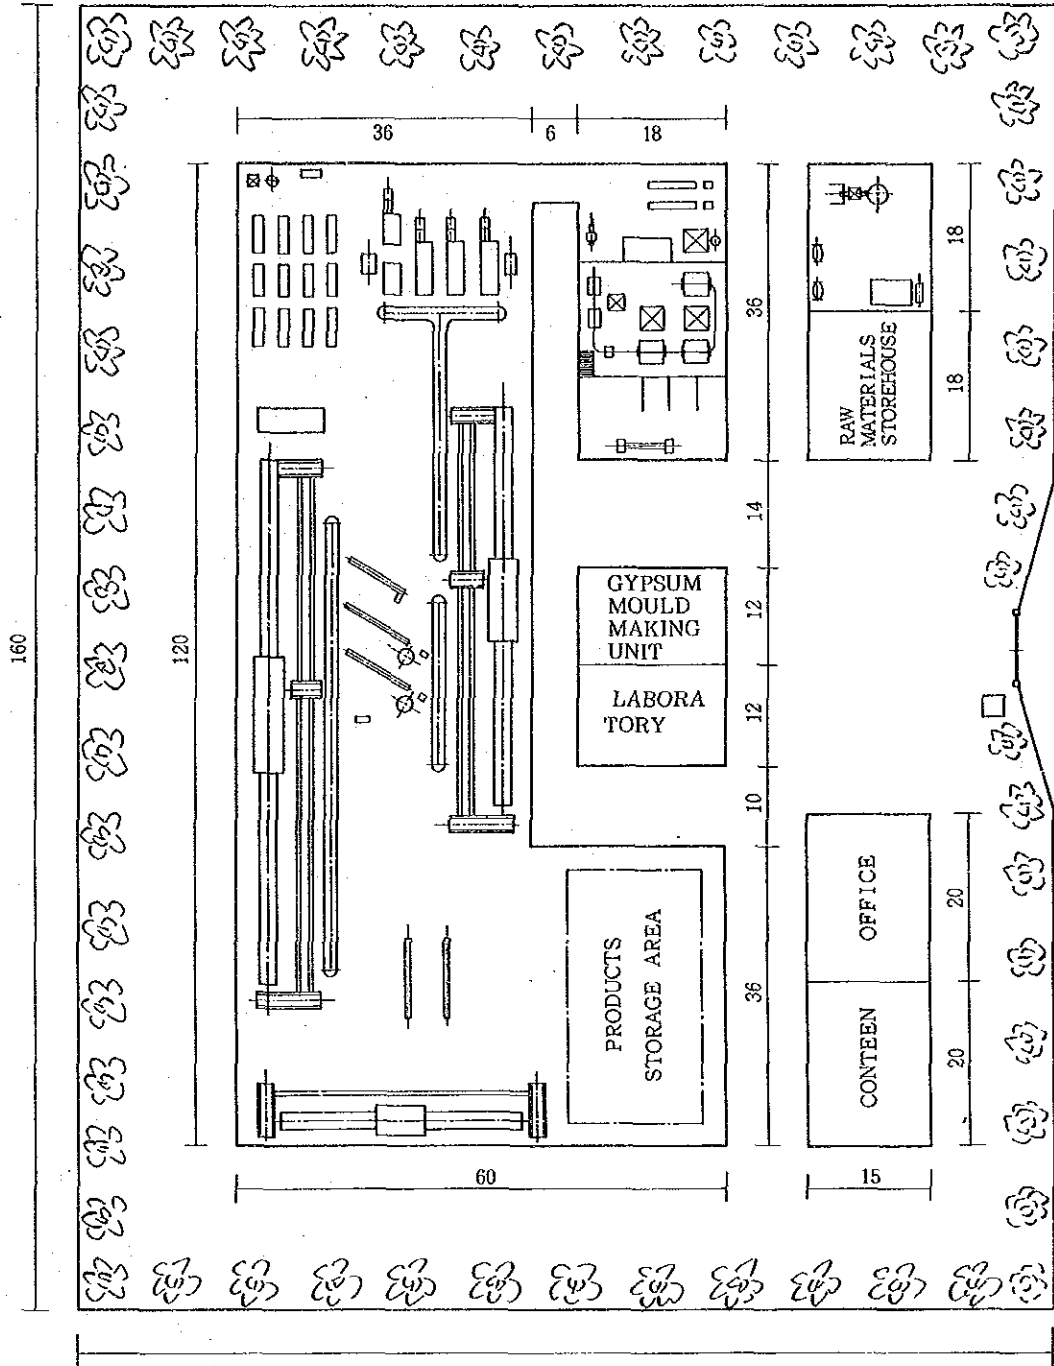 36
6
18
160
120
36
18
18
RAW
MATERIALS
STOREHOUSE
14
GYPSUM
MOULD
MAKING
UNIT
12
LABORA
TORY
12
10
PRODUCTS
STORAGE AREA
36
OFFICE
20
CONTEEN
20
60
15